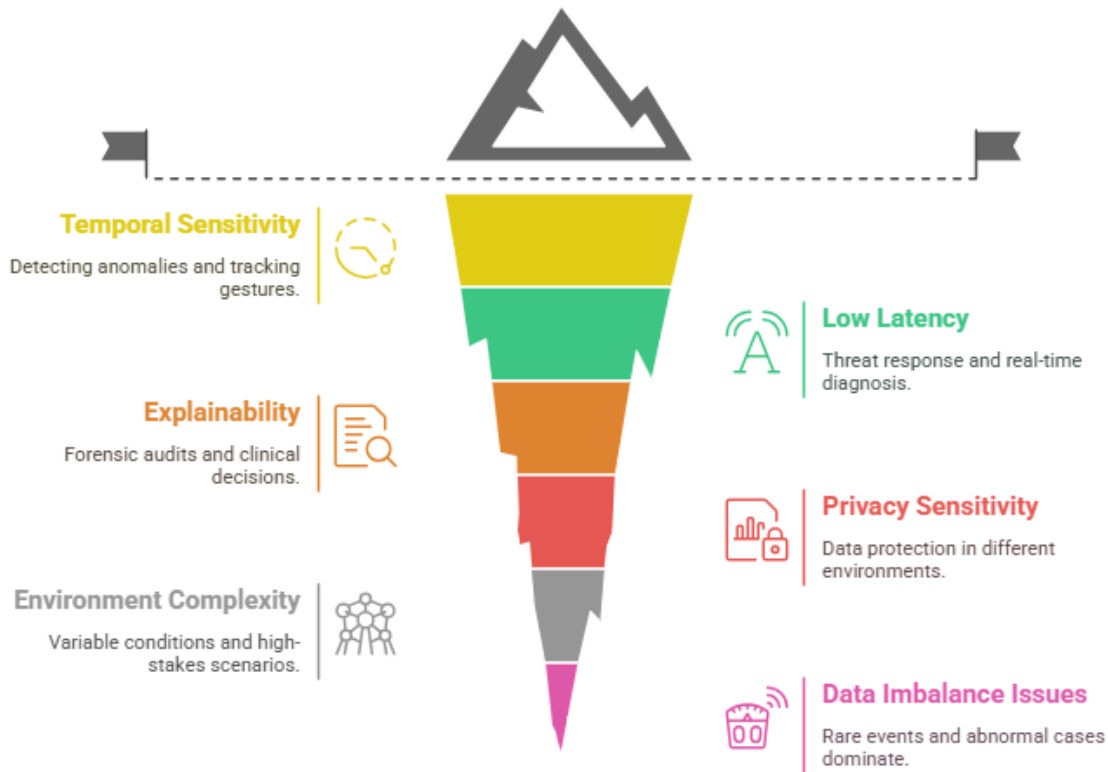 Temporal Sensitivity
Detecting anomalies and tracking
gestures.
Low Latency
Threat response and real-time
diagnosis.
Explainability
Forensic audits and clinical
decisions.
Privacy Sensitivity
Data protection in different
environments.
Environment Complexity
Variable conditions and high-
stakes scenarios.
Data Imbalance Issues
Rare events and abnormal cases
dominate.